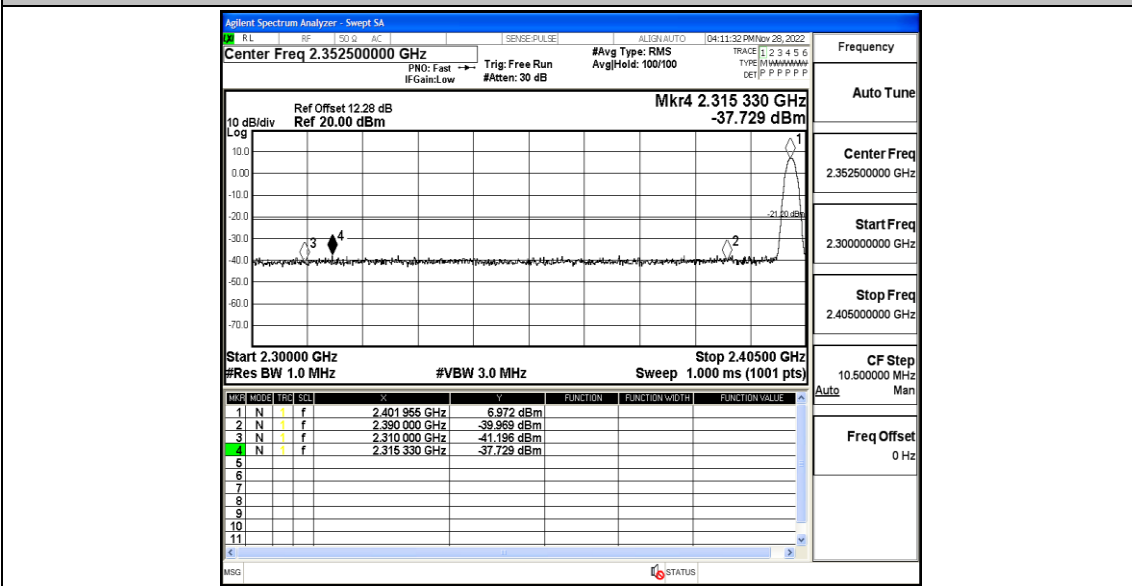 Agilent Spectrum Analyzer - Swept SA
RL RF 50 Ω AC SENSE:PULSE ALIGNAUTO 04:11:32 PM Nov 28, 2022
Center Freq 2.352500000 GHz
PNO: Fast
IFGain:Low
Trig: Free Run
#Atten: 30 dB
#Avg Type: RMS
Avg|Hold: 100/100
TRACE 1 2 3 4 5 6
TYPE M
DET P P P P P P
Ref Offset 12.28 dB
10 dB/div Ref 20.00 dBm
Log
Mkr4 2.315 330 GHz
-37.729 dBm
10.0
0.00
-10.0
-20.0
-30.0
-40.0
-50.0
-60.0
-70.0
1
-21.20 dBm
2
3
4
Start 2.30000 GHz Stop 2.40500 GHz
#Res BW 1.0 MHz #VBW 3.0 MHz Sweep 1.000 ms (1001 pts)
MKR MODE TRC SCL X Y FUNCTION FUNCTION WIDTH FUNCTION VALUE
1 N 1 f 2.401 955 GHz 6.972 dBm
2 N 1 f 2.390 000 GHz -39.969 dBm
3 N 1 f 2.310 000 GHz -41.196 dBm
4 N 1 f 2.315 330 GHz -37.729 dBm
5
6
7
8
9
10
11
MSG STATUS
Frequency
Auto Tune
Center Freq
2.352500000 GHz
Start Freq
2.300000000 GHz
Stop Freq
2.405000000 GHz
CF Step
10.500000 MHz
Auto Man
Freq Offset
0 Hz